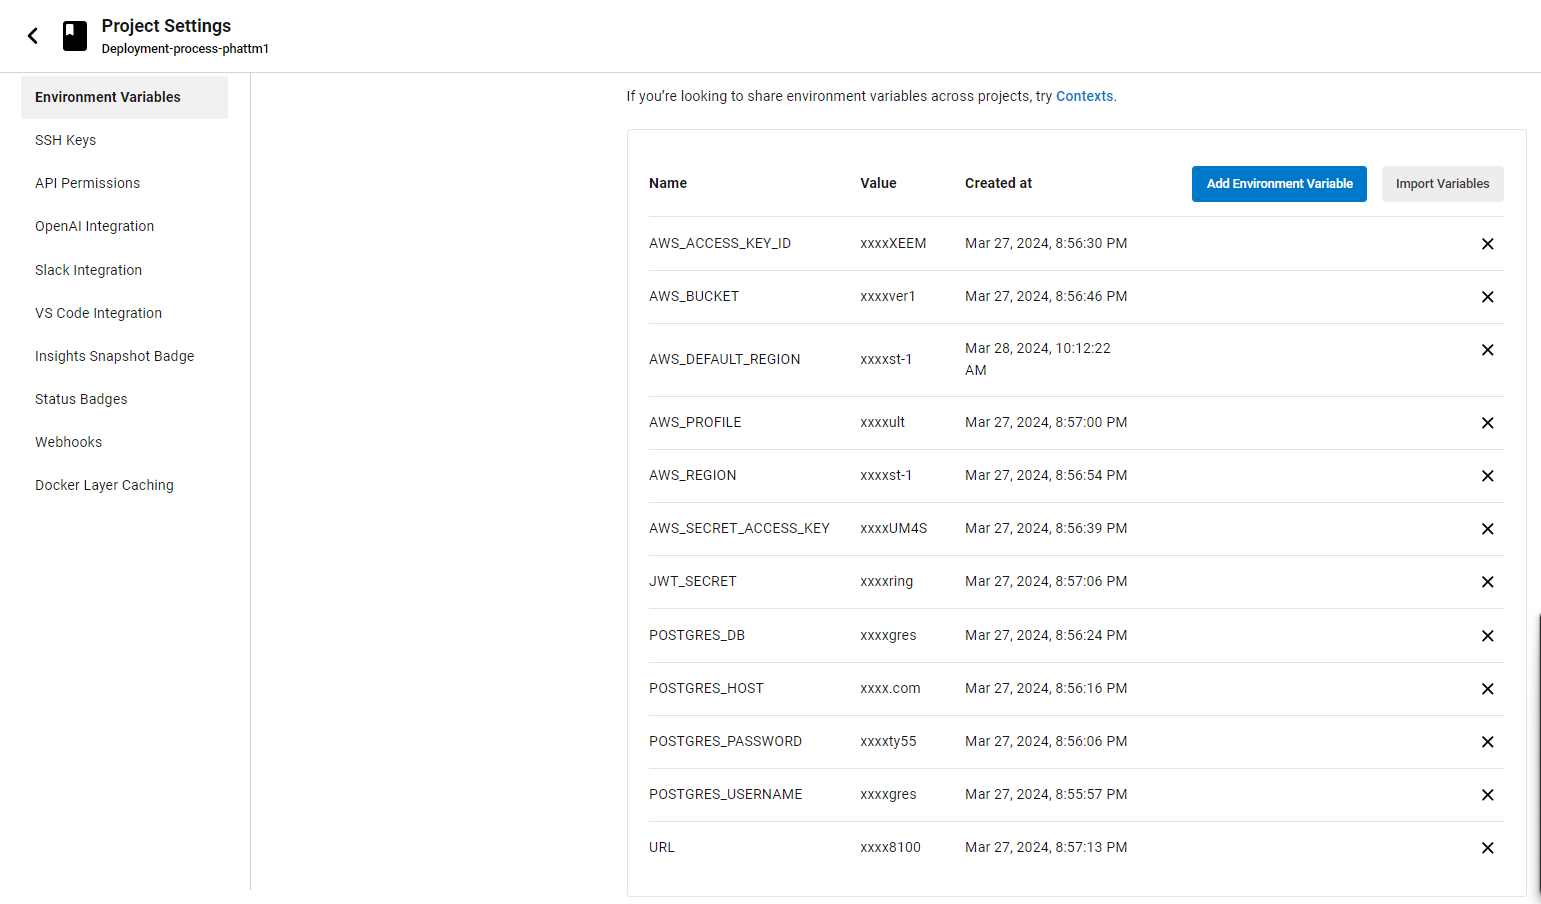 Project Settings
Deployment-process-phattm1
Environment Variables
SSH Keys
API Permissions
OpenAI Integration
Slack Integration
VS Code Integration
Insights Snapshot Badge
Status Badges
Webhooks
Docker Layer Caching
If you’re looking to share environment variables across projects, try Contexts.
Name Value Created at Add Environment Variable Import Variables
AWS_ACCESS_KEY_ID xxxxXEEM Mar 27, 2024, 8:56:30 PM
AWS_BUCKET xxxxver1 Mar 27, 2024, 8:56:46 PM
AWS_DEFAULT_REGION xxxxst-1 Mar 28, 2024, 10:12:22
AM
AWS_PROFILE xxxxult Mar 27, 2024, 8:57:00 PM
AWS_REGION xxxxst-1 Mar 27, 2024, 8:56:54 PM
AWS_SECRET_ACCESS_KEY xxxxUM4S Mar 27, 2024, 8:56:39 PM
JWT_SECRET xxxxring Mar 27, 2024, 8:57:06 PM
POSTGRES_DB xxxxgres Mar 27, 2024, 8:56:24 PM
POSTGRES_HOST xxxx.com Mar 27, 2024, 8:56:16 PM
POSTGRES_PASSWORD xxxxty55 Mar 27, 2024, 8:56:06 PM
POSTGRES_USERNAME xxxxgres Mar 27, 2024, 8:55:57 PM
URL xxxx8100 Mar 27, 2024, 8:57:13 PM